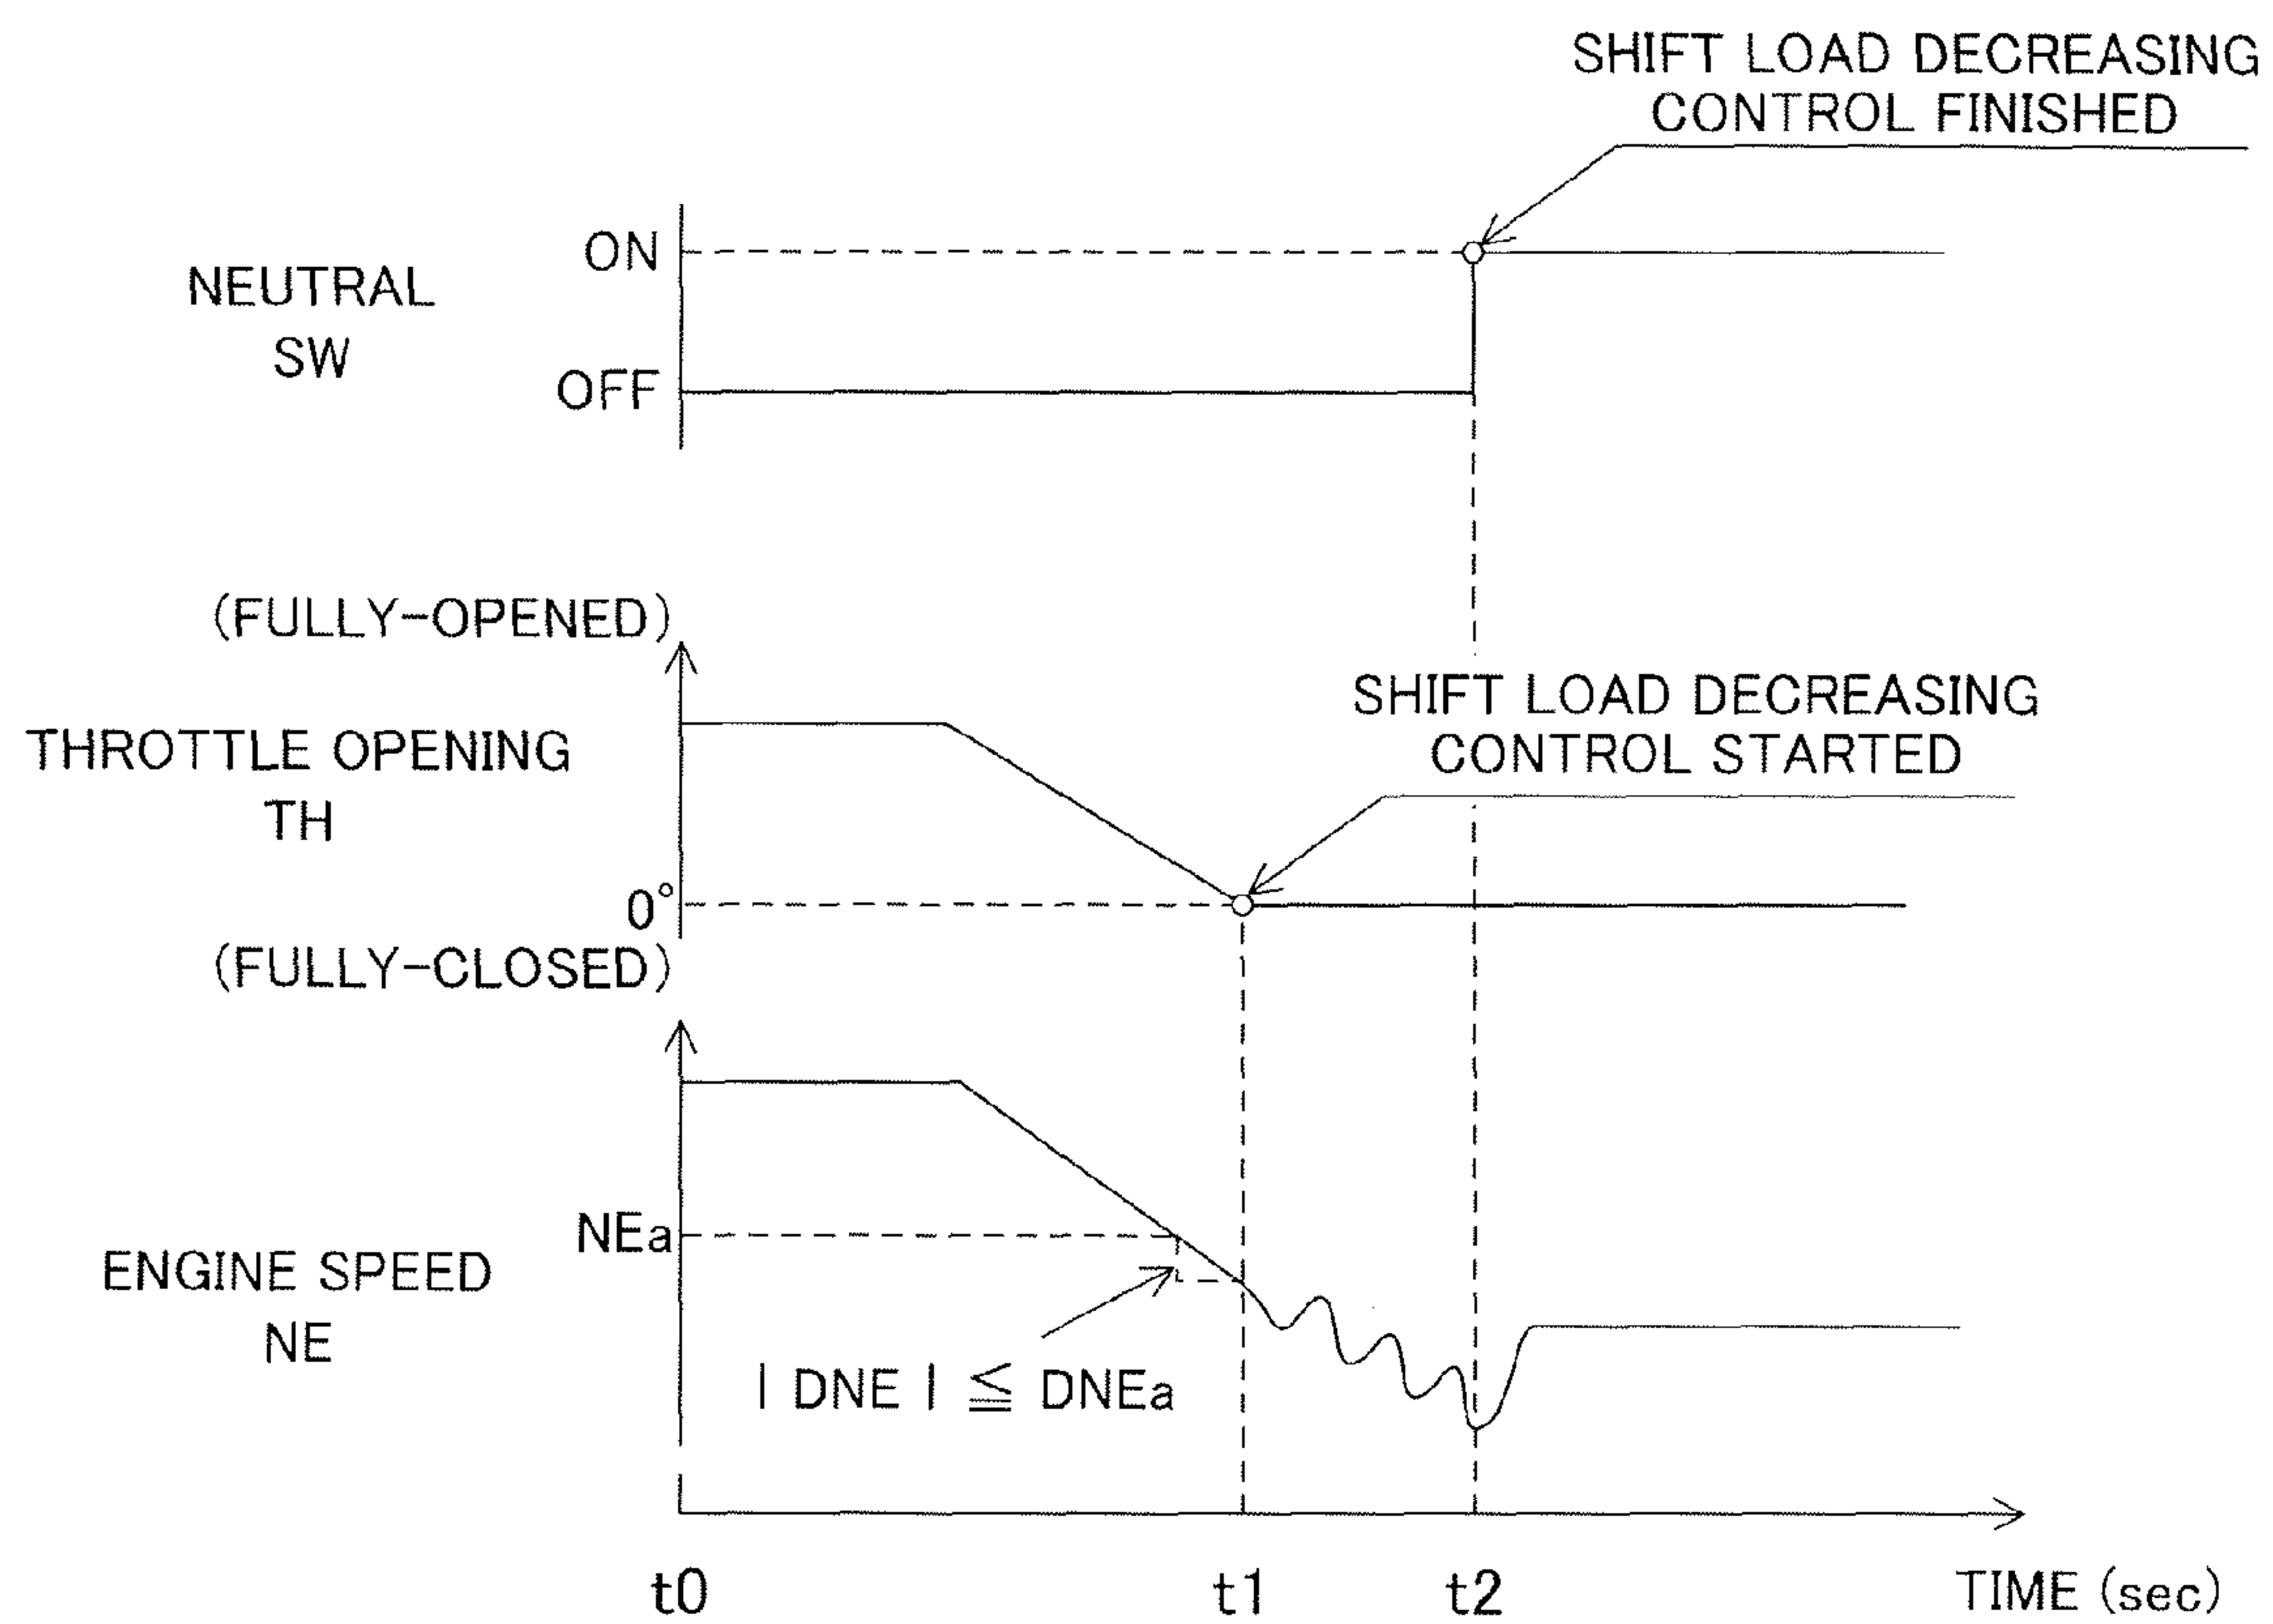 SHIFT LOAD DECREASING
CONTROL FINISHED
ON
NEUTRAL
SW
OFF
(FULLY-OPENED)
SHIFT LOAD DECREASING
CONTROL STARTED
THROTTLE OPENING
TH
0°
(FULLY-CLOSED)
NEa
ENGINE SPEED
NE
| DNE | ≦ DNEa
t0 t1 t2 TIME (sec)